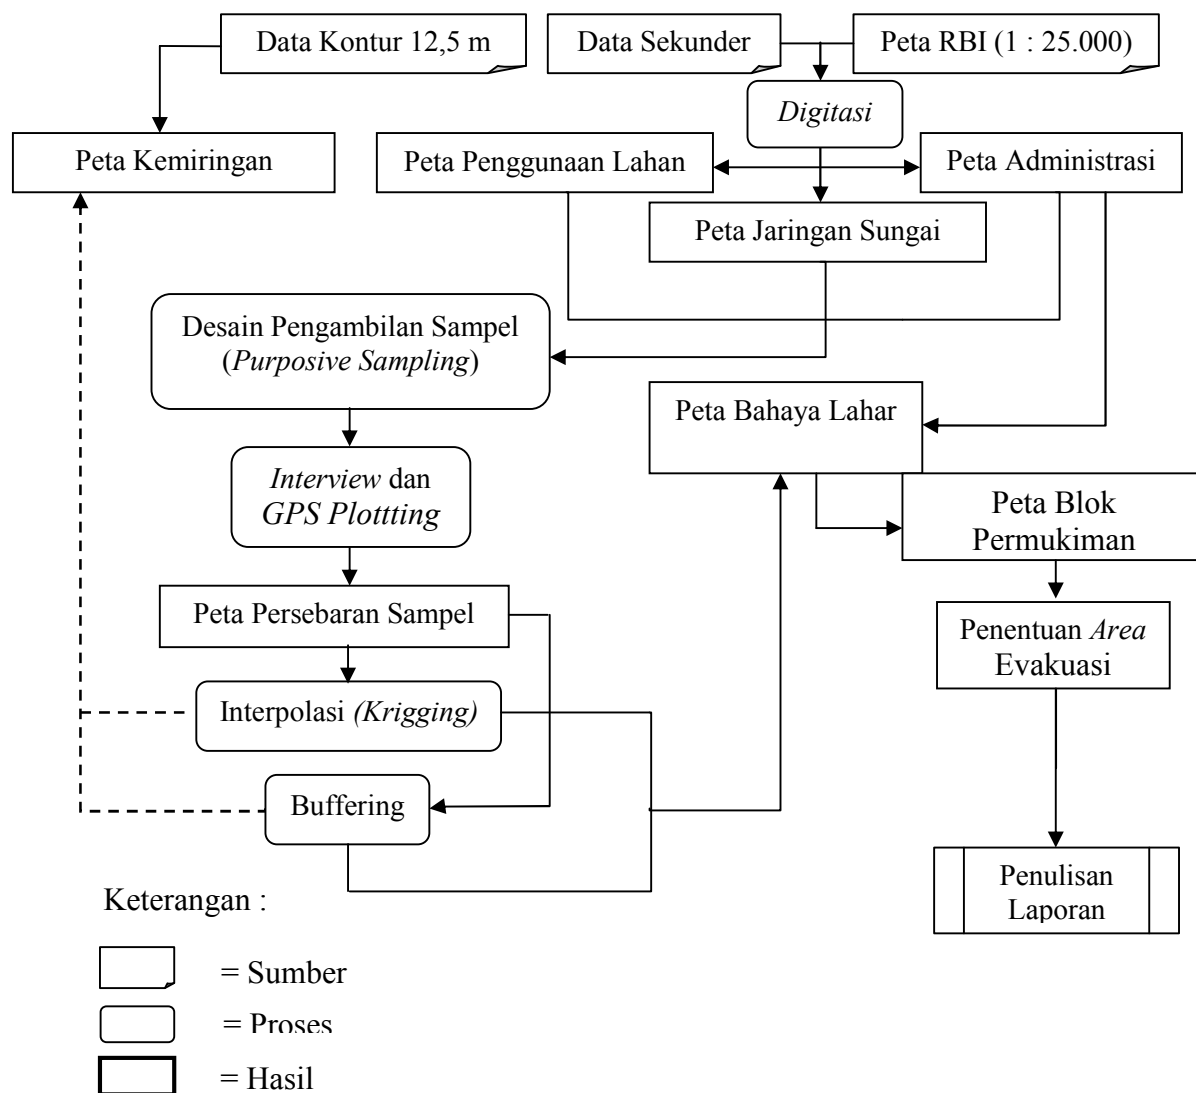 Data Kontur 12,5 m
Data Sekunder
Peta RBI (1 : 25.000)
Digitasi
Peta Kemiringan
Peta Penggunaan Lahan
Peta Administrasi
Peta Jaringan Sungai
Desain Pengambilan Sampel
(Purposive Sampling)
Peta Bahaya Lahar
Interview dan
GPS Plottting
Peta Blok
Permukiman
Peta Persebaran Sampel
Penentuan Area
Evakuasi
Interpolasi (Krigging)
Buffering
Penulisan
Laporan
Keterangan :
= Sumber
= Proses
= Hasil